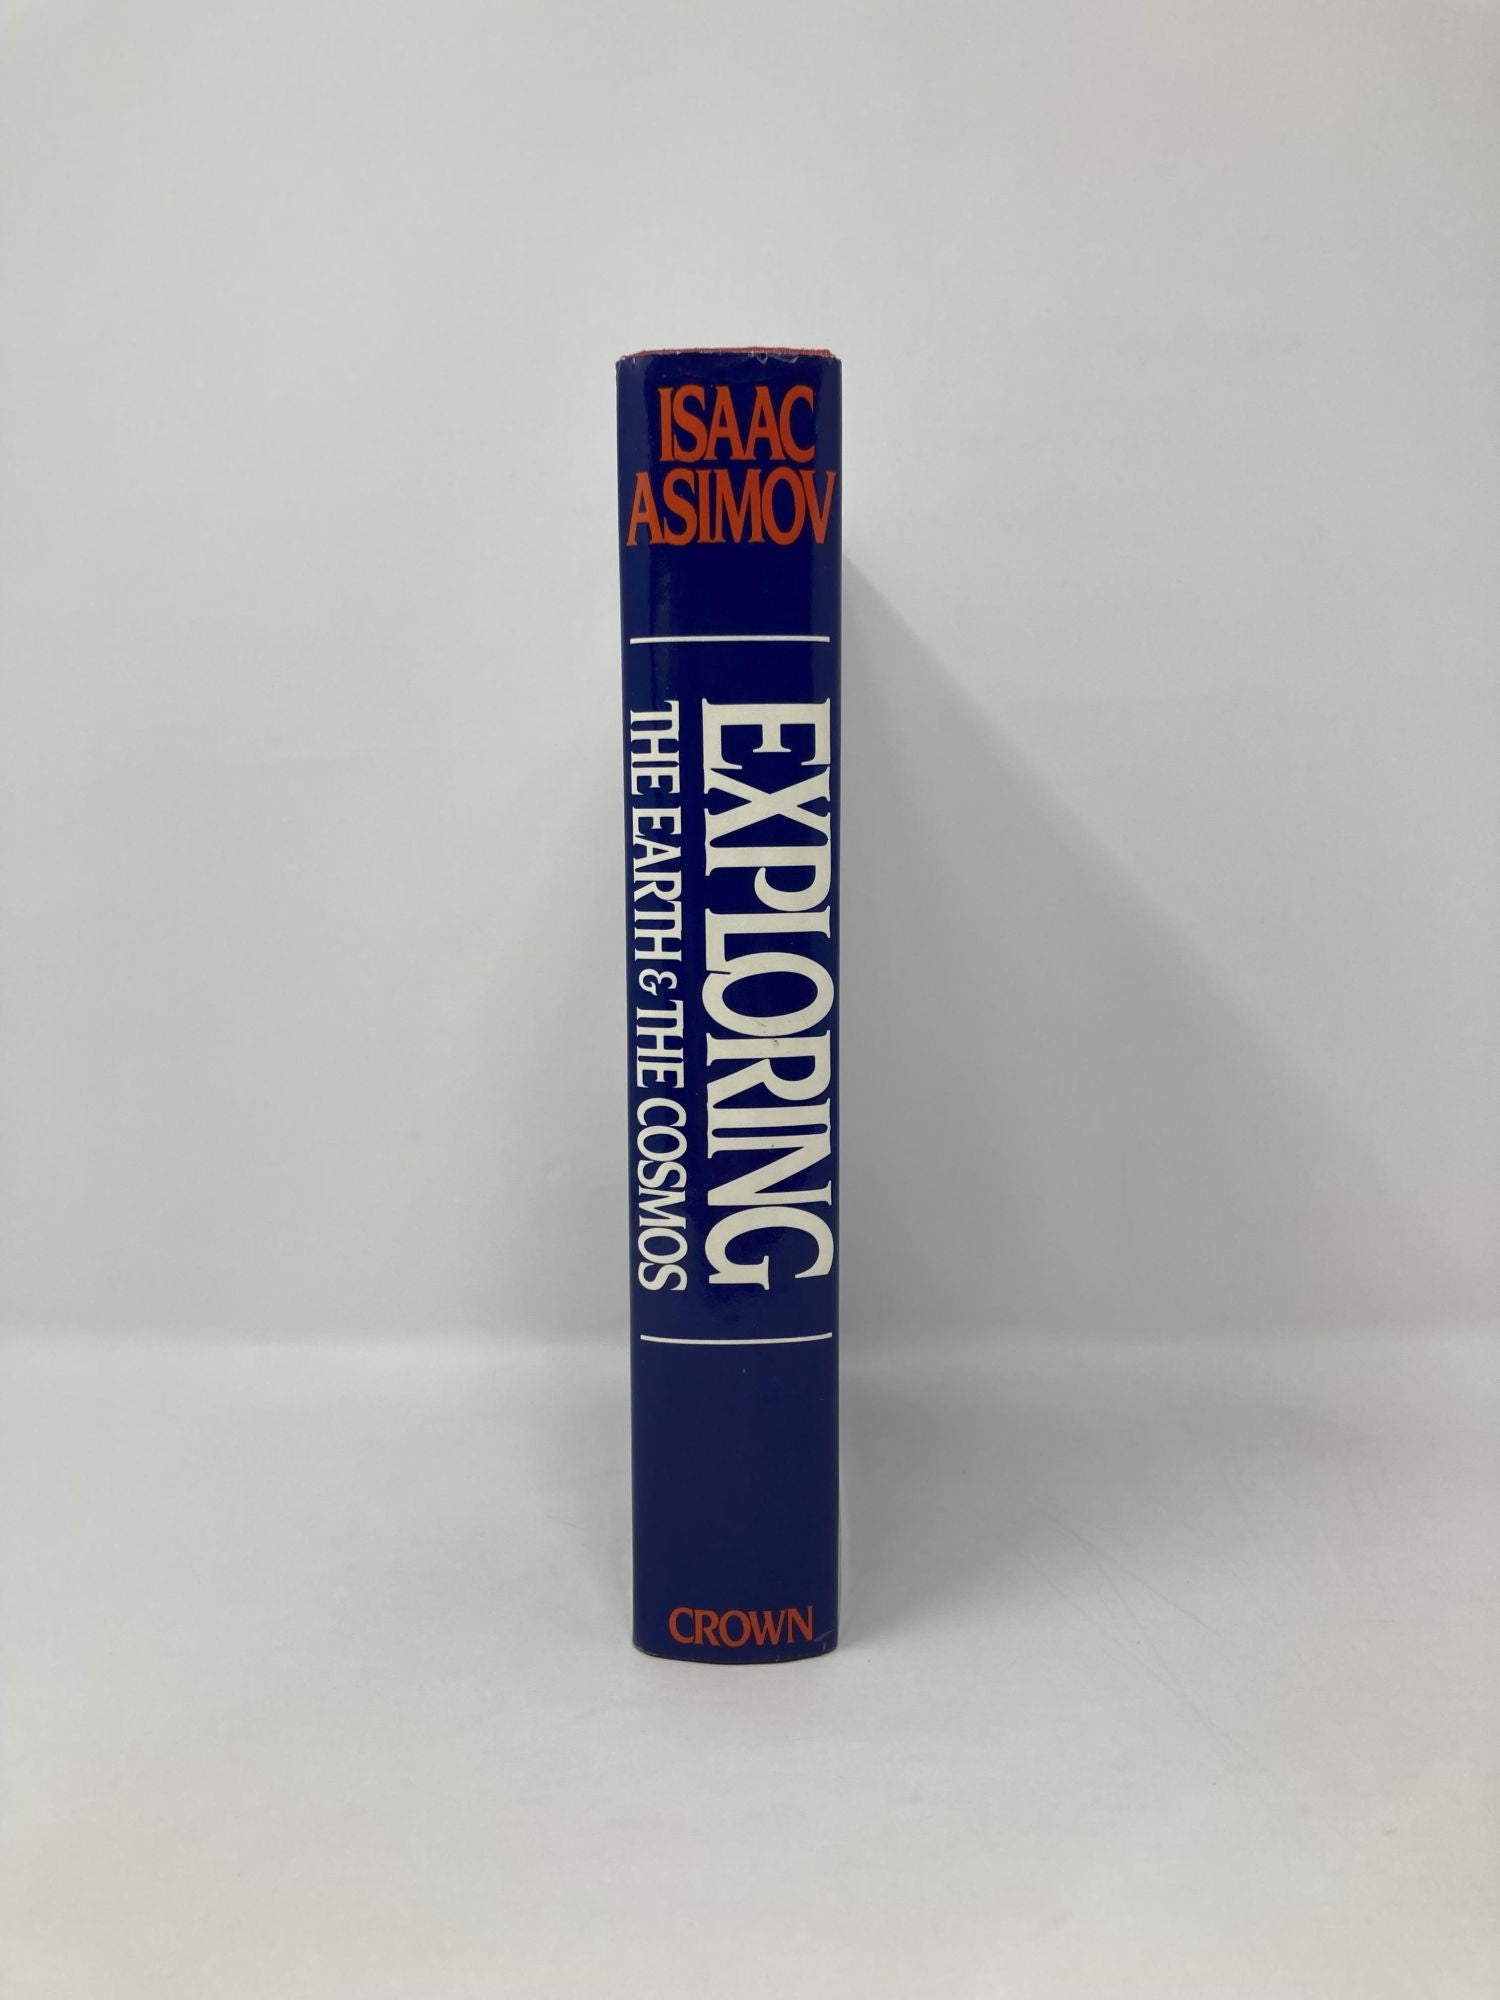 ISAAC
ASIMOV
EXPLORING
THE EARTH & THE COSMOS
CROWN